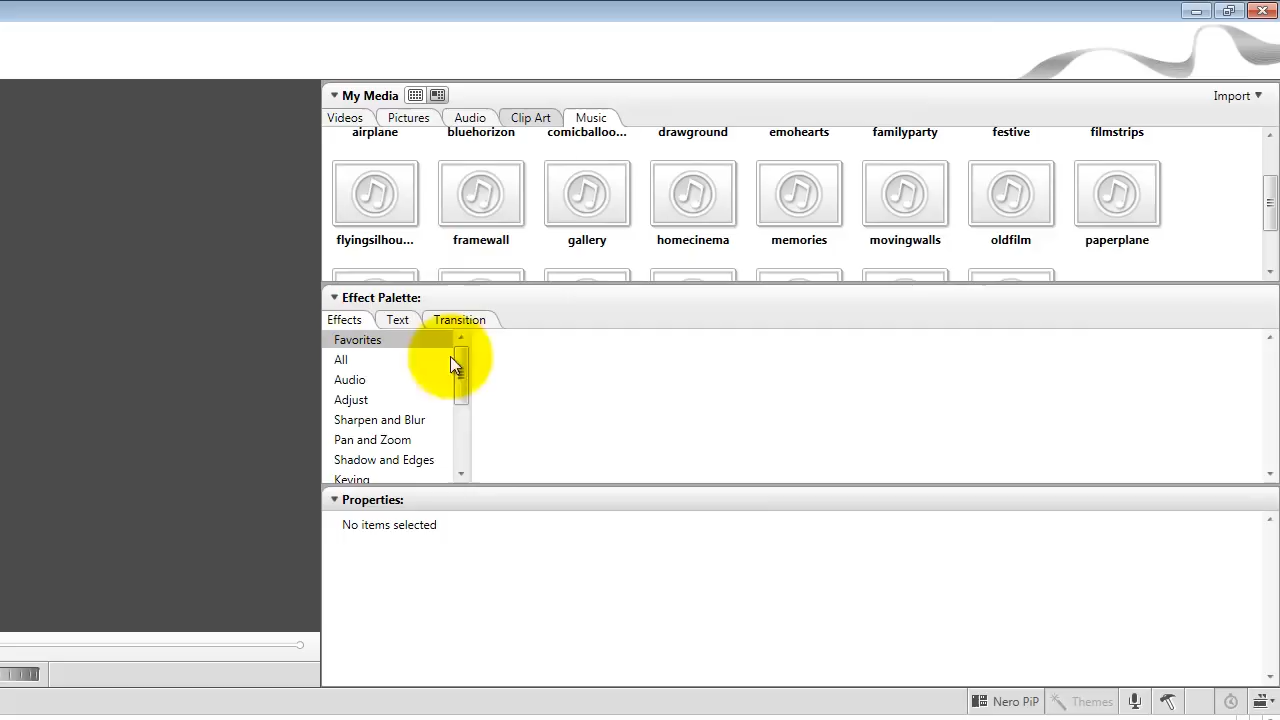 My Media
Import
Videos Pictures Audio Clip Art Music
airplane bluehorizon comicballoo... drawground emohearts familyparty festive filmstrips
flyingsilhou... framewall gallery homecinema memories movingwalls oldfilm paperplane
Effect Palette:
Effects Text Transition
Favorites
All
Audio
Adjust
Sharpen and Blur
Pan and Zoom
Shadow and Edges
Keying
Properties:
No items selected
Nero PiP Themes